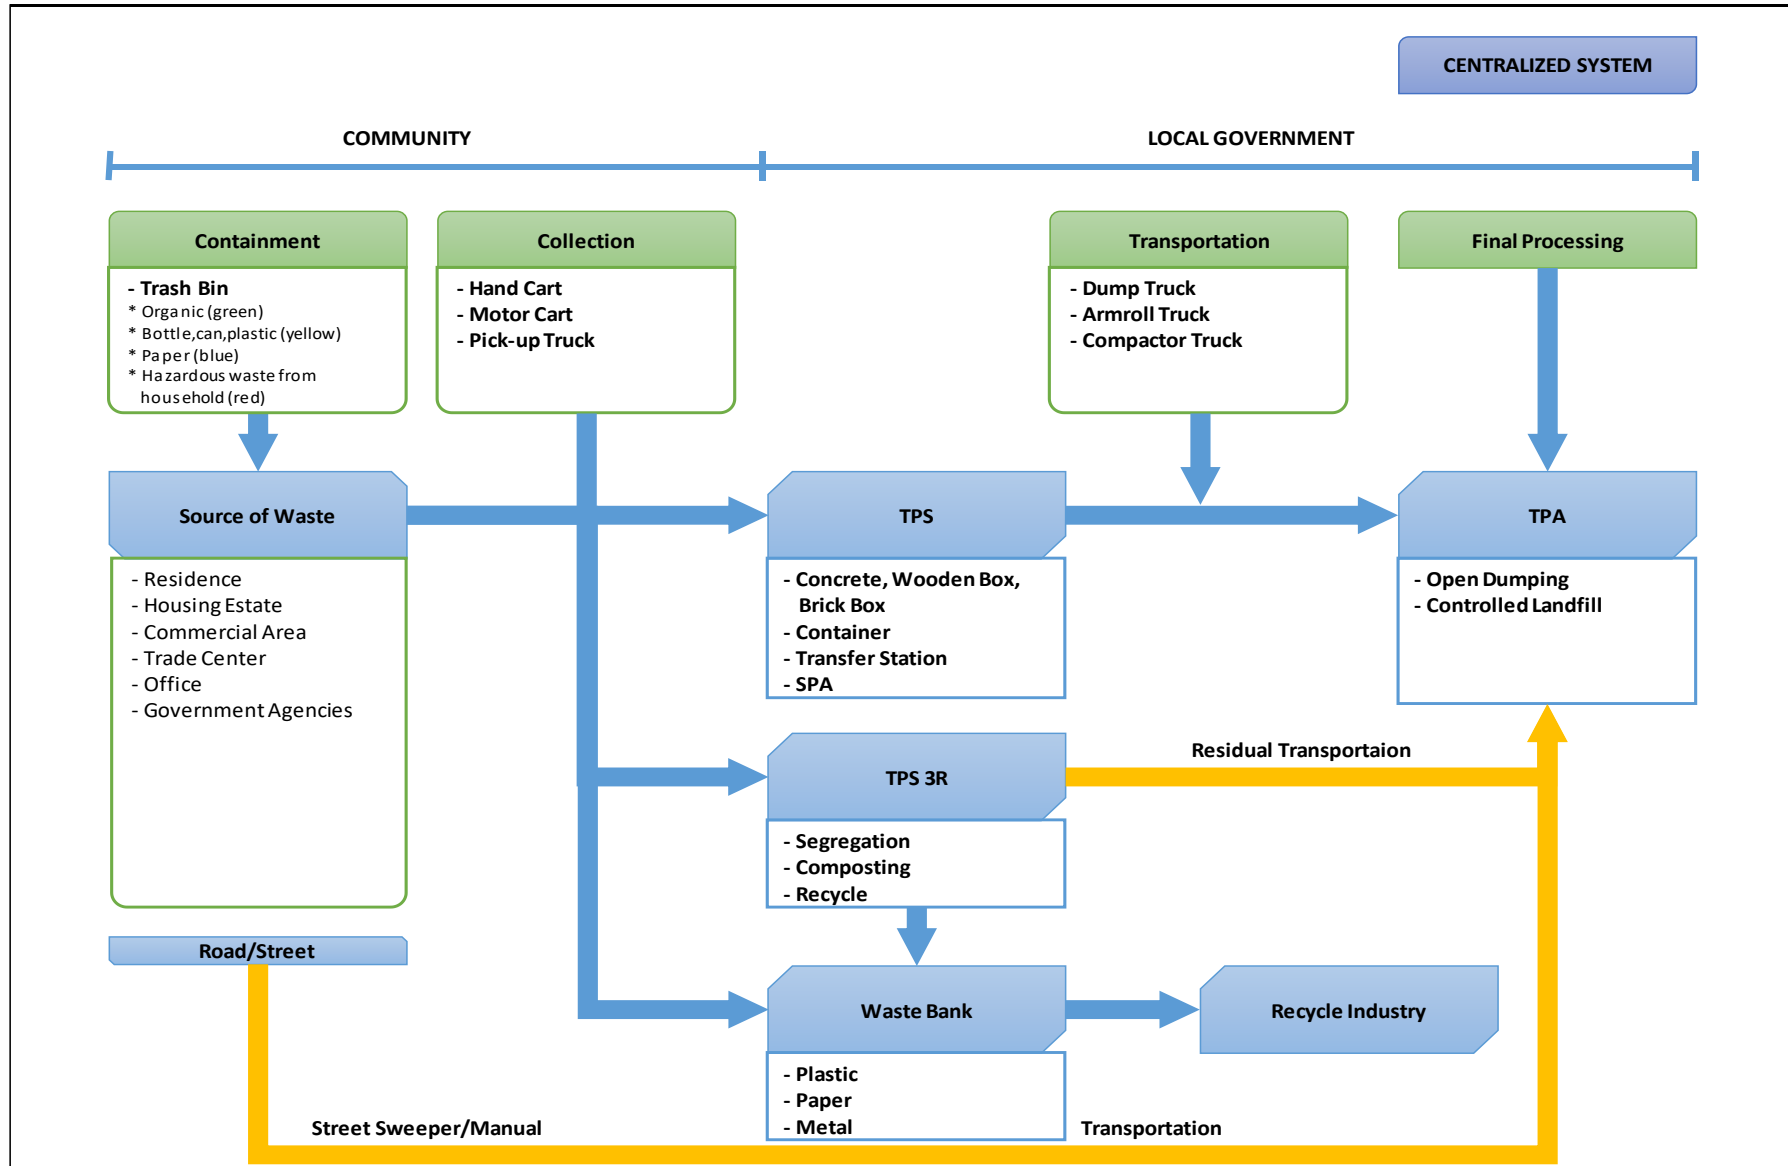 CENTRALIZED SYSTEM
COMMUNITY
LOCAL GOVERNMENT
Containment
- Trash Bin
* Organic (green)
* Bottle,can,plastic (yellow)
* Paper (blue)
* Hazardous waste from
household (red)
Collection
- Hand Cart
- Motor Cart
- Pick-up Truck
Transportation
- Dump Truck
- Armroll Truck
- Compactor Truck
Final Processing
Source of Waste
- Residence
- Housing Estate
- Commercial Area
- Trade Center
- Office
- Government Agencies
TPS
- Concrete, Wooden Box,
Brick Box
- Container
- Transfer Station
- SPA
TPA
- Open Dumping
- Controlled Landfill
TPS 3R
- Segregation
- Composting
- Recycle
Residual Transportaion
Road/Street
Waste Bank
- Plastic
- Paper
- Metal
Recycle Industry
Street Sweeper/Manual
Transportation